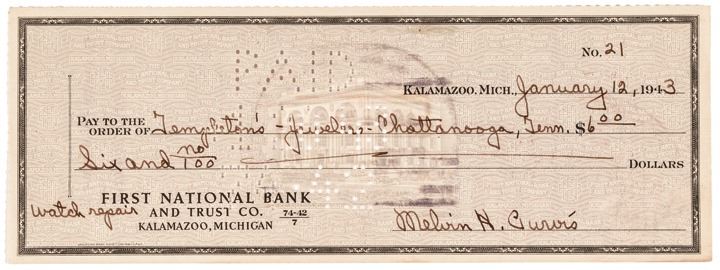 PAID
No. 21
KALAMAZOO, MICH., January 12, 1943
PAY TO THE
ORDER OF Templeton's - Jewelers - Chattanooga, Tenn. $6 00
Six and no/100 DOLLARS
FIRST NATIONAL BANK
watch repair AND TRUST CO. 74-42/7
KALAMAZOO, MICHIGAN
Melvin H. Purvis